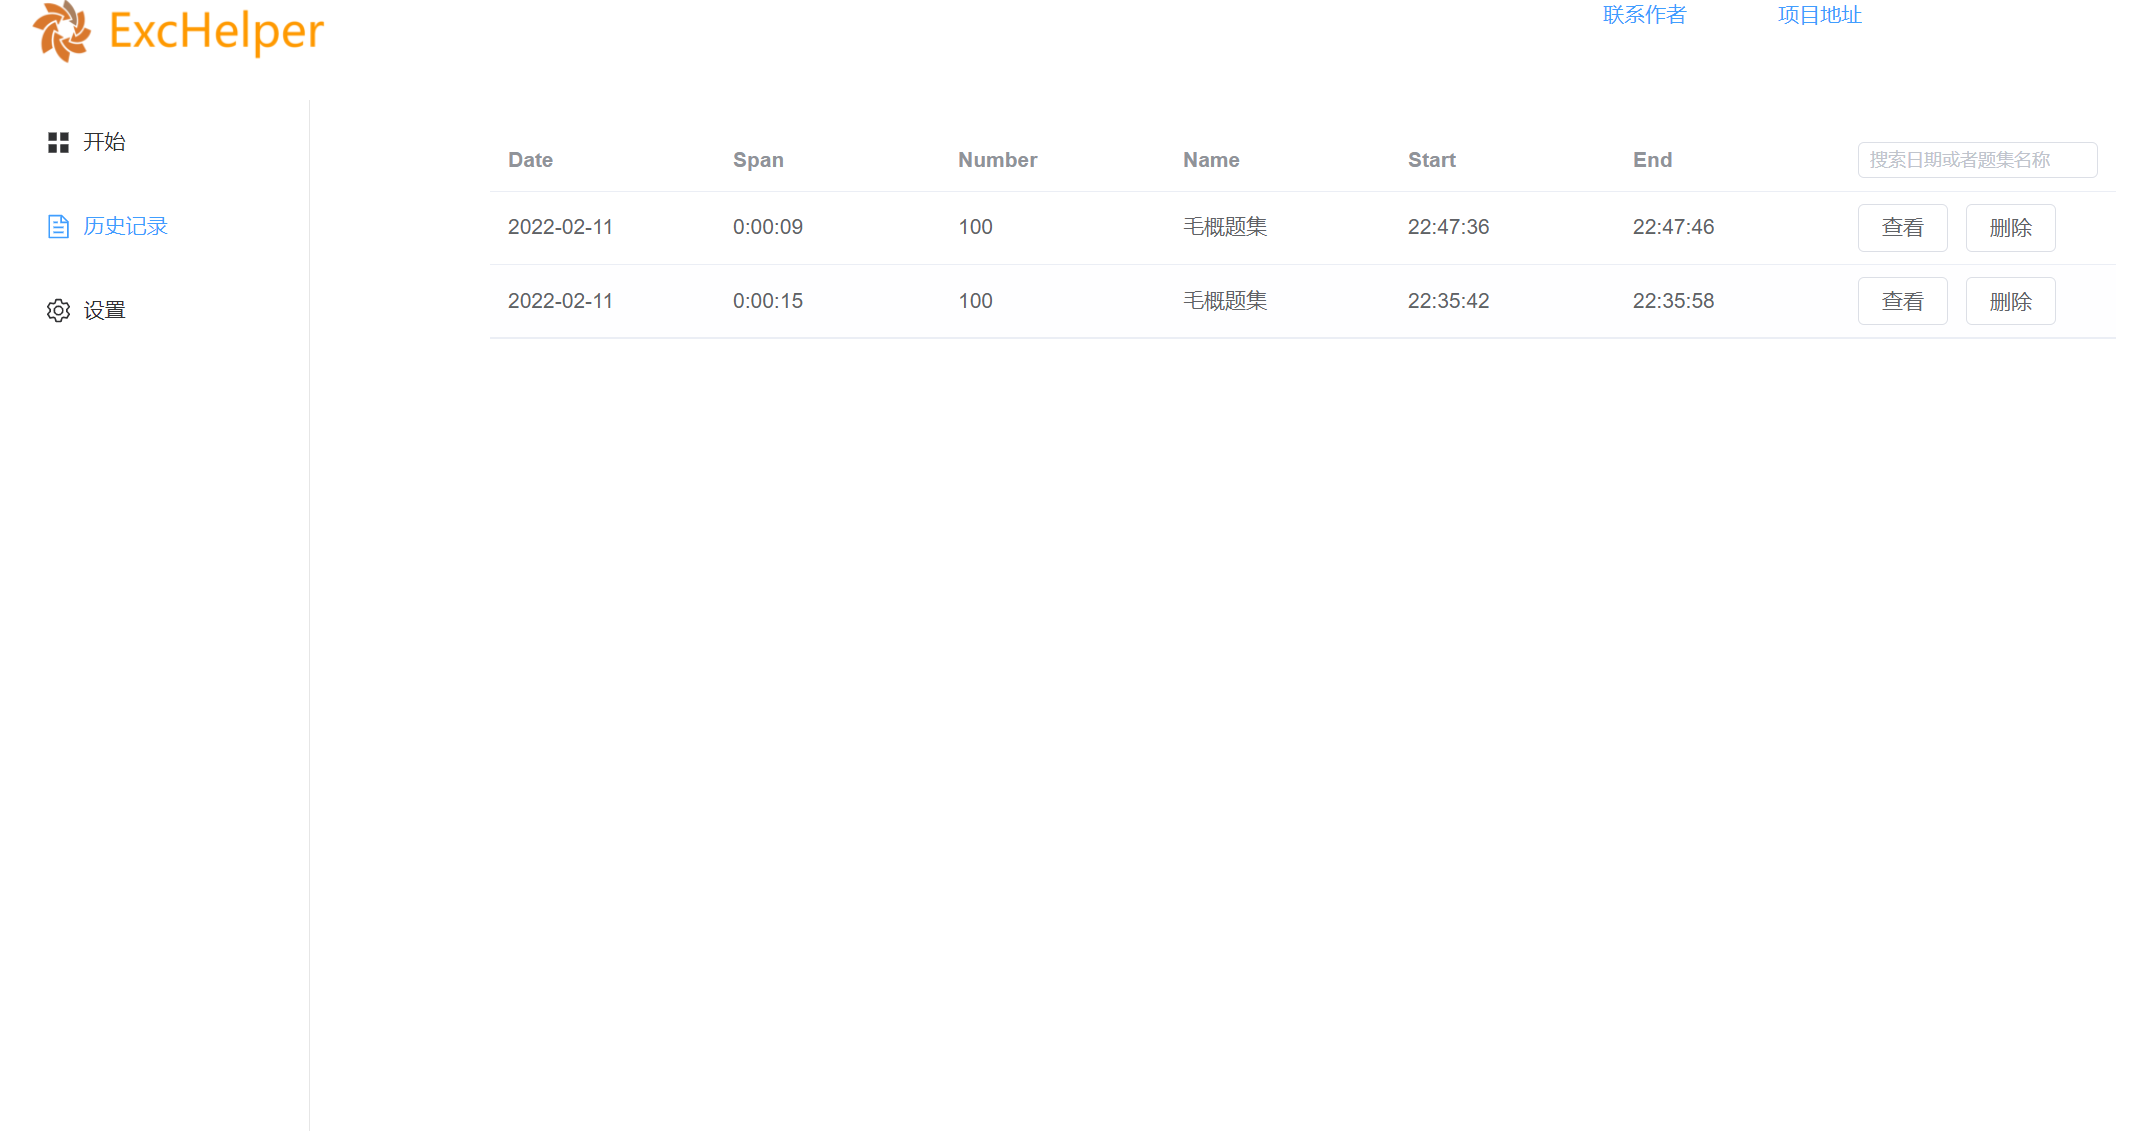 ExcHelper
联系作者 项目地址
开始
历史记录
设置
Date Span Number Name Start End 搜索日期或者题集名称
2022-02-11 0:00:09 100 毛概题集 22:47:36 22:47:46 查看 删除
2022-02-11 0:00:15 100 毛概题集 22:35:42 22:35:58 查看 删除